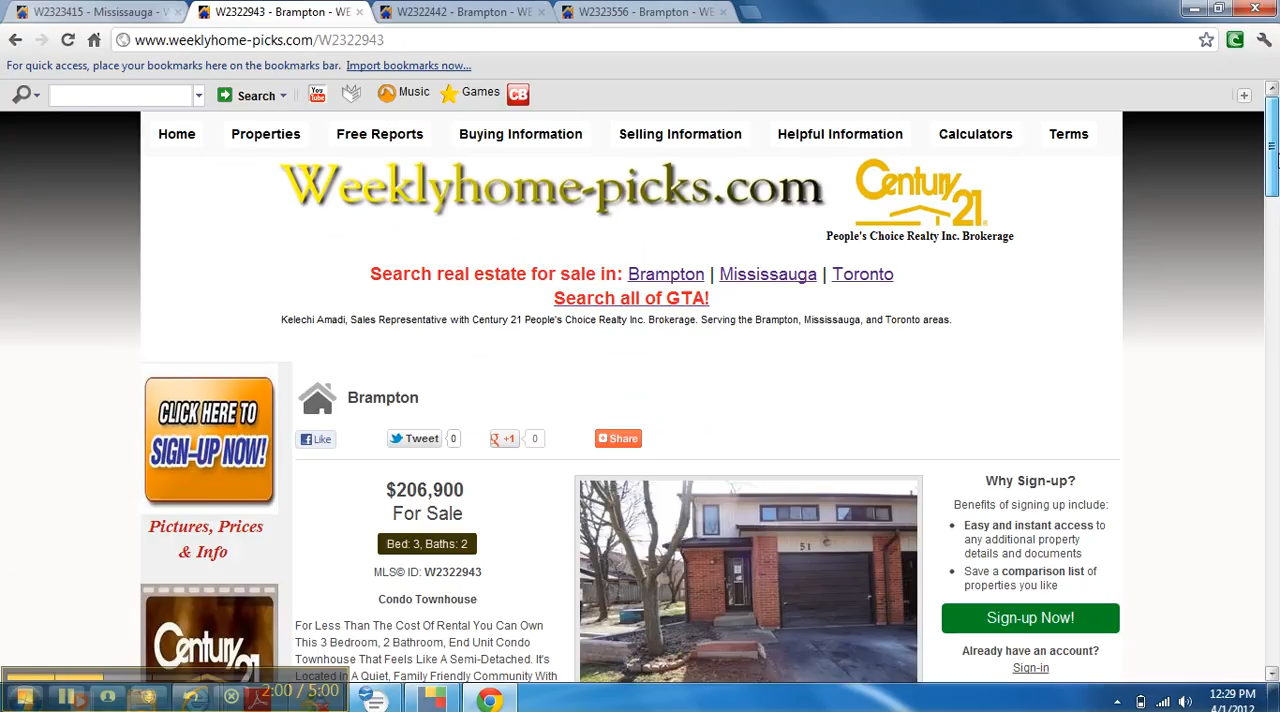 W2323415 - Mississauga - W
W2322943 - Brampton - WE
W2322442 - Brampton - WE
W2323556 - Brampton - WE
www.weeklyhome-picks.com/W2322943
For quick access, place your bookmarks here on the bookmarks bar. Import bookmarks now...
Search
You Tube
Music
Games
CB
Home
Properties
Free Reports
Buying Information
Selling Information
Helpful Information
Calculators
Terms
Weeklyhome-picks.com
Century 21
People's Choice Realty Inc. Brokerage
Search real estate for sale in: Brampton | Mississauga | Toronto
Search all of GTA!
Kelechi Amadi, Sales Representative with Century 21 People's Choice Realty Inc. Brokerage. Serving the Brampton, Mississauga, and Toronto areas.
CLICK HERE TO
SIGN-UP NOW!
Pictures, Prices
& Info
Century
Brampton
Like
Tweet 0
g +1 0
Share
$206,900
For Sale
Bed: 3, Baths: 2
MLS© ID: W2322943
Condo Townhouse
For Less Than The Cost Of Rental You Can Own
This 3 Bedroom, 2 Bathroom, End Unit Condo
Townhouse That Feels Like A Semi-Detached. It's
Located In A Quiet, Family Friendly Community With
51
Why Sign-up?
Benefits of signing up include:
Easy and instant access to
any additional property
details and documents
Save a comparison list of
properties you like
Sign-up Now!
Already have an account?
Sign-in
2:00 / 5:00
12:29 PM
4/1/2012